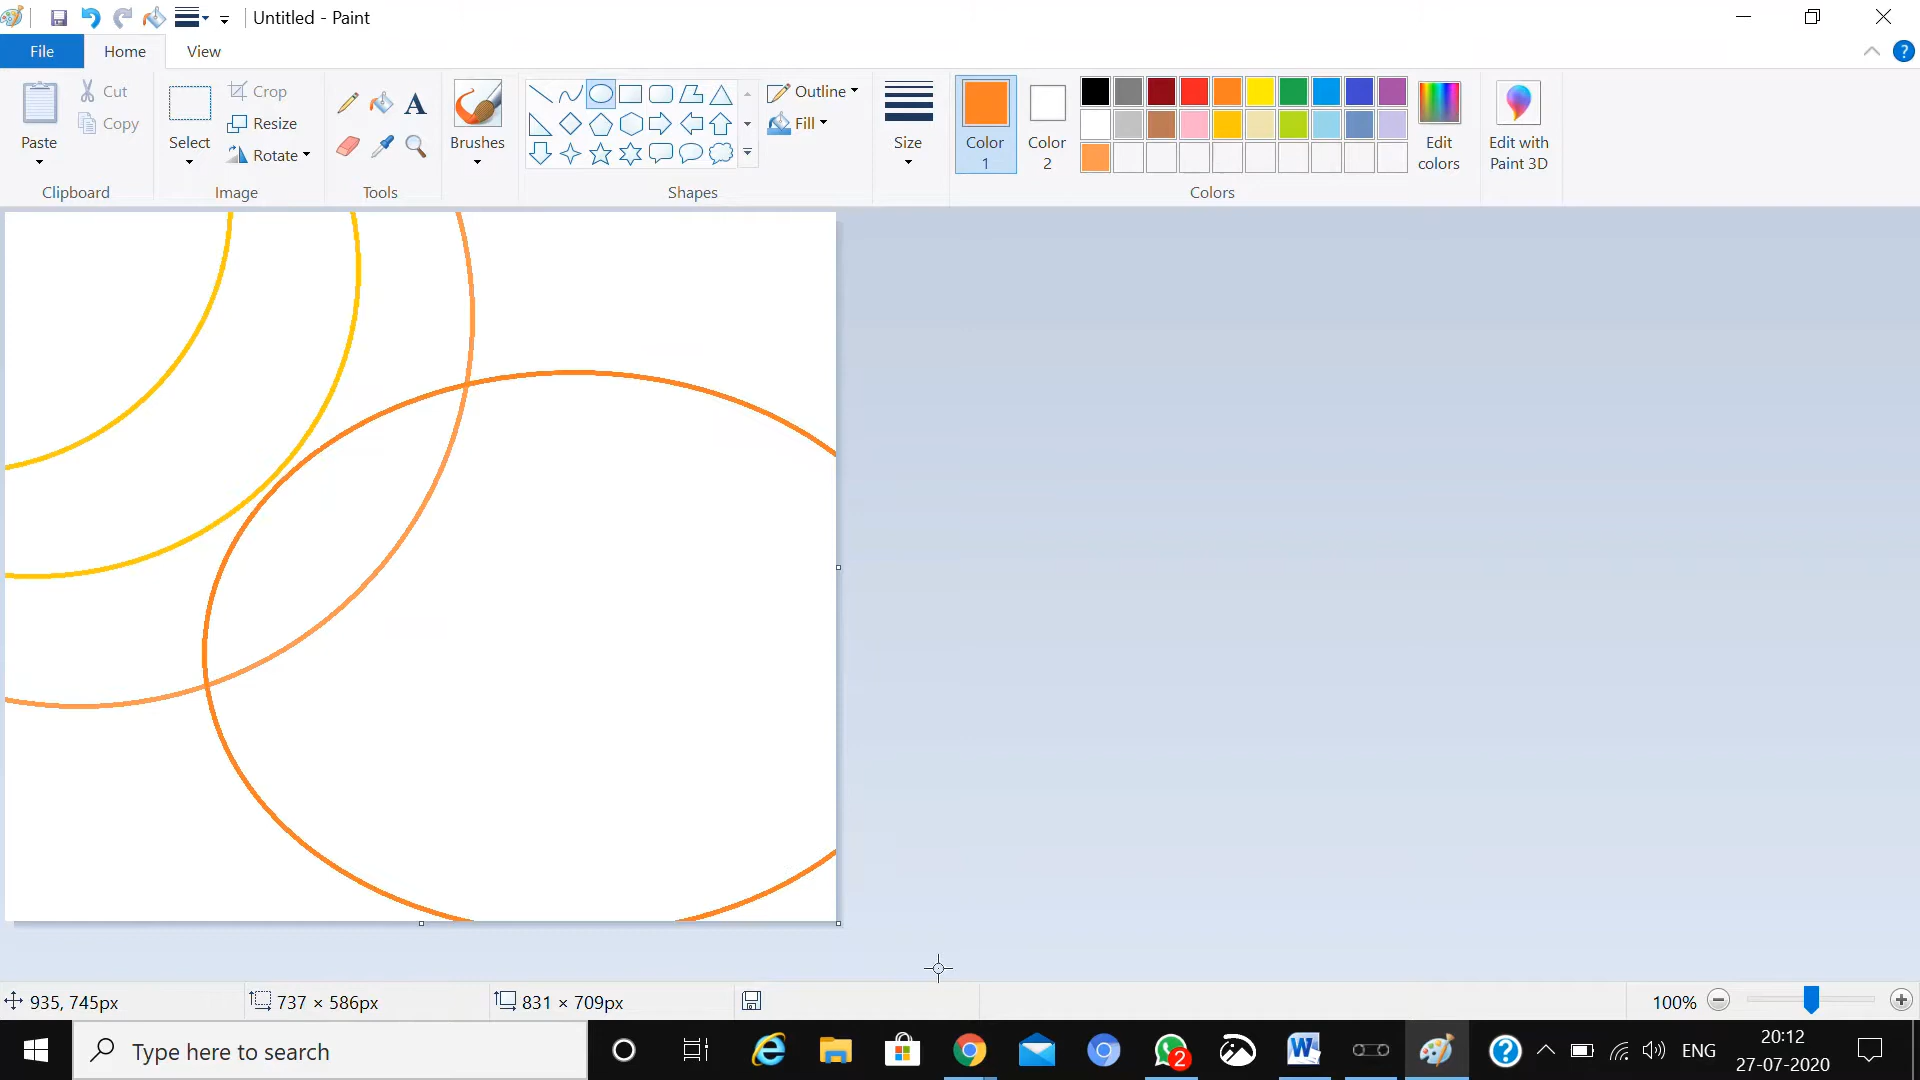 Untitled - Paint
File Home View
Paste Cut Copy
Clipboard
Select Crop Resize Rotate
Image
A
Tools
Brushes
Outline
Fill
Shapes
Size
Color 1
Color 2
Edit colors
Colors
Edit with Paint 3D
935, 745px 737 × 586px 831 × 709px 100%
Type here to search
2
W
ENG
20:12
27-07-2020